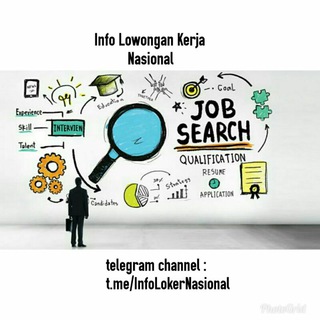 Info Lowongan Kerja
Nasional
Goal
Education
JOB
SEARCH
Experience
Skill
Talent
INTERVIEW
QUALIFICATION
RESUME
APPLICATION
Strategy
Candidates
telegram channel :
t.me/InfoLokerNasional
PhotoGrid